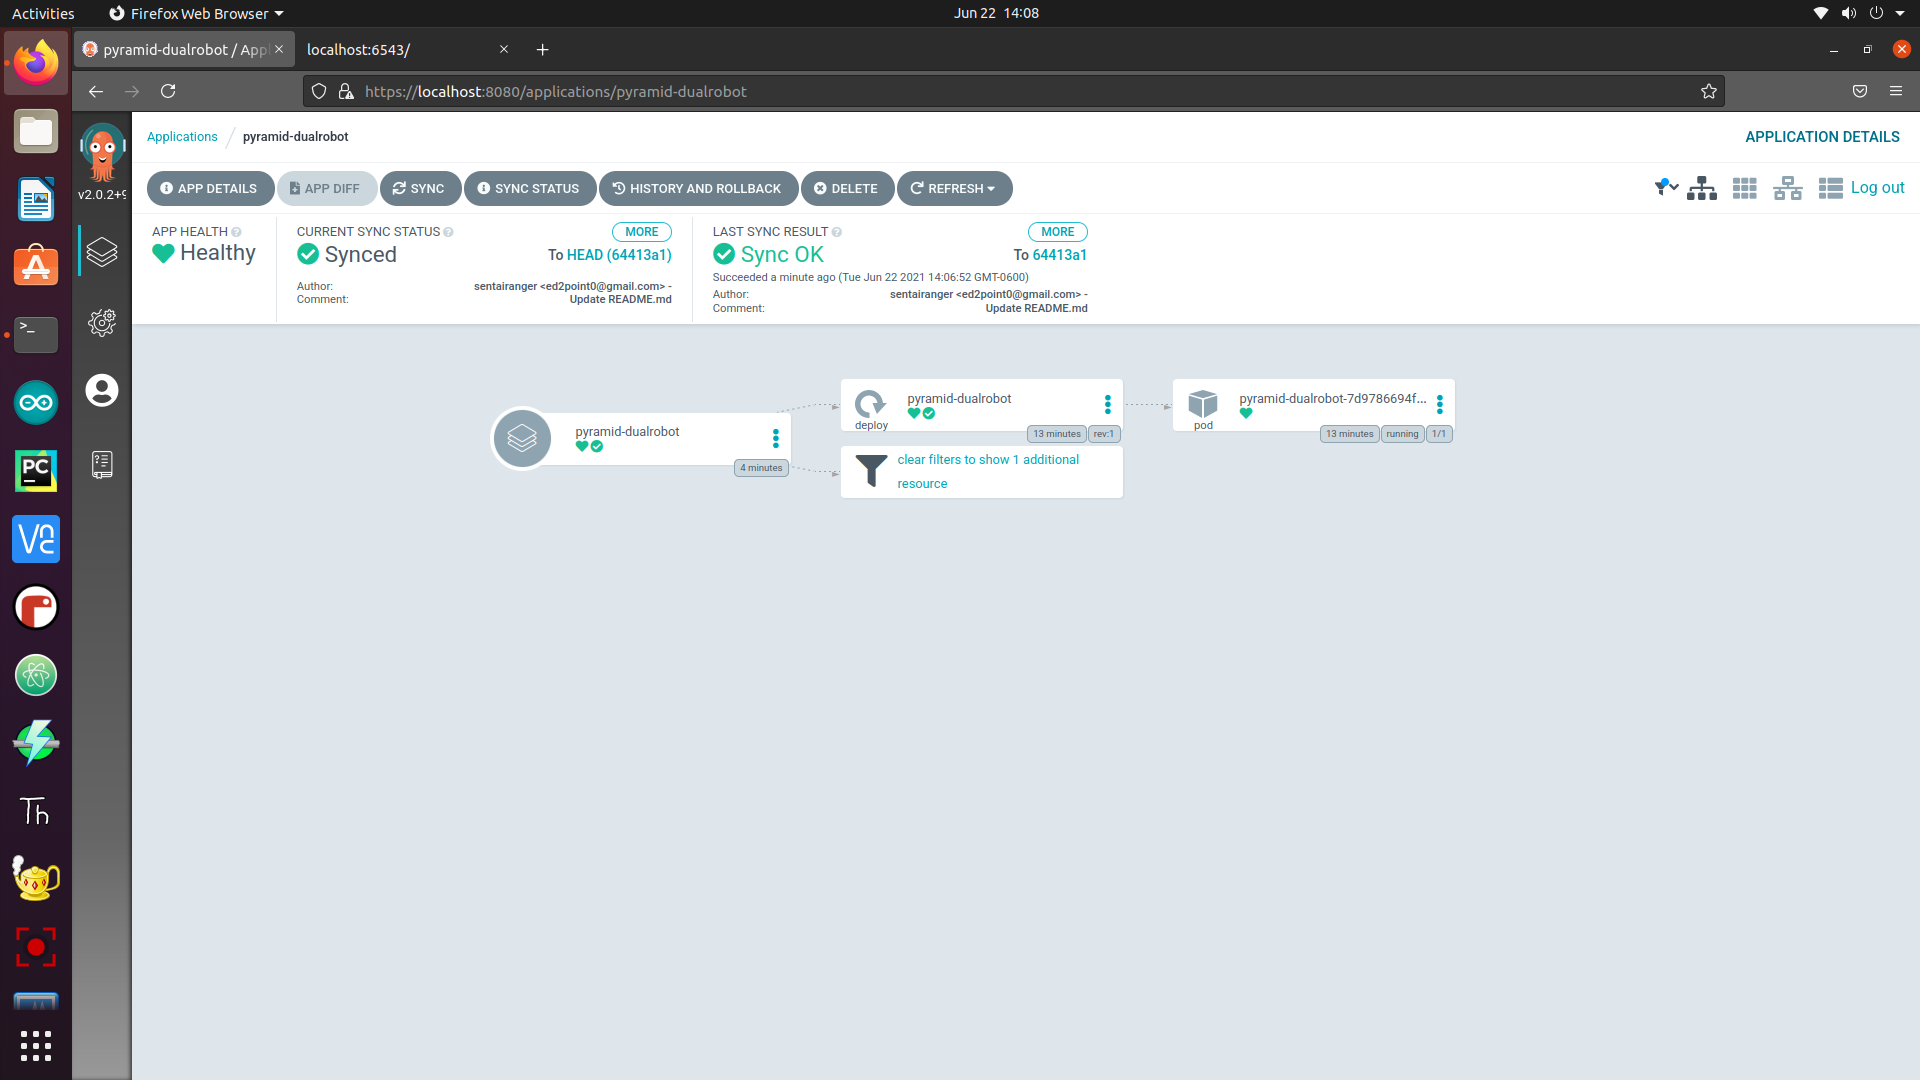 Activities
Firefox Web Browser
Jun 22 14:08
pyramid-dualrobot / App
localhost:6543/
https://localhost:8080/applications/pyramid-dualrobot
v2.0.2+9
Applications
pyramid-dualrobot
APPLICATION DETAILS
APP DETAILS
APP DIFF
SYNC
SYNC STATUS
HISTORY AND ROLLBACK
DELETE
REFRESH
Log out
APP HEALTH
Healthy
CURRENT SYNC STATUS
MORE
Synced
To HEAD (64413a1)
Author:
sentairanger <ed2point0@gmail.com> -
Comment:
Update README.md
LAST SYNC RESULT
MORE
Sync OK
To 64413a1
Succeeded a minute ago (Tue Jun 22 2021 14:06:52 GMT-0600)
Author:
sentairanger <ed2point0@gmail.com> -
Comment:
Update README.md
pyramid-dualrobot
4 minutes
pyramid-dualrobot
deploy
13 minutes
rev:1
clear filters to show 1 additional
resource
pyramid-dualrobot-7d9786694f...
pod
13 minutes
running
1/1
>_
PC
Vnc
Th